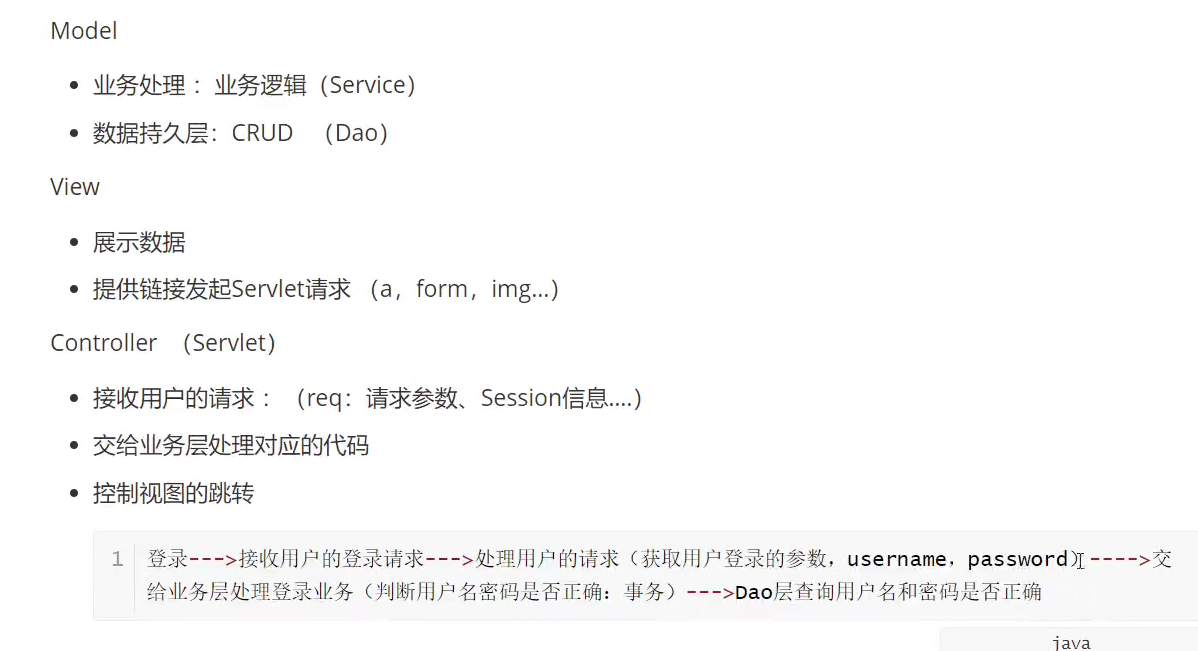 Model
业务处理 ：业务逻辑（Service）
数据持久层：CRUD （Dao）
View
展示数据
提供链接发起Servlet请求 （a，form，img…）
Controller （Servlet）
接收用户的请求 ：（req：请求参数、Session信息….）
交给业务层处理对应的代码
控制视图的跳转
1 登录--->接收用户的登录请求--->处理用户的请求（获取用户登录的参数，username，password）---->交
给业务层处理登录业务（判断用户名密码是否正确：事务）--->Dao层查询用户名和密码是否正确
java